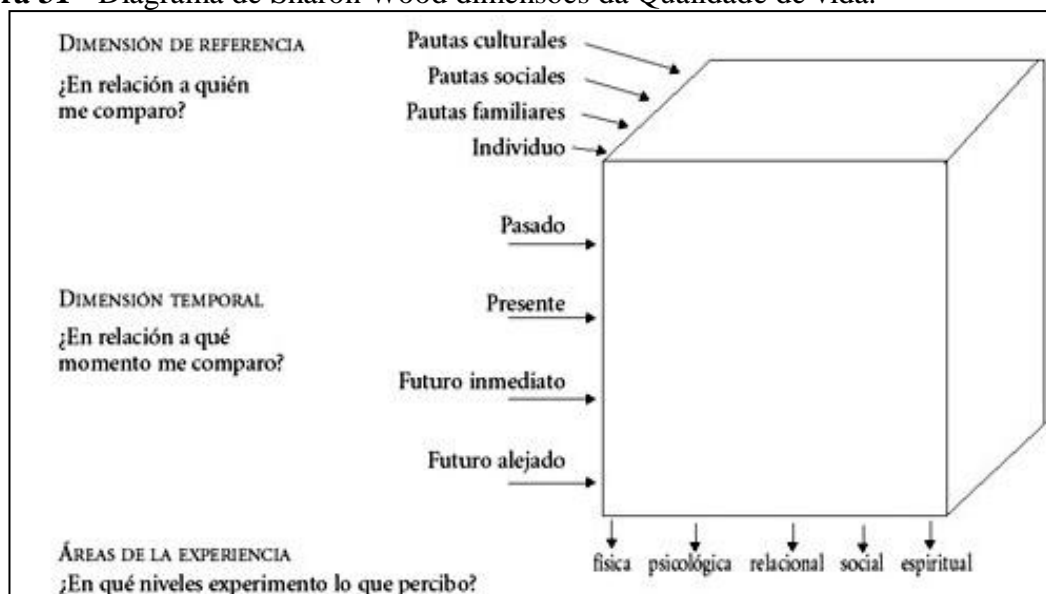 31 - Diagrama de Sharon Wood dimensões da Qualidade de vida.
DIMENSIÓN DE REFERENCIA
¿En relación a quién
me comparo?
Pautas culturales
Pautas sociales
Pautas familiares
Individuo
Pasado
DIMENSIÓN TEMPORAL
¿En relación a qué
momento me comparo?
Presente
Futuro inmediato
Futuro alejado
ÁREAS DE LA EXPERIENCIA
¿En qué niveles experimento lo que percibo?
física psicológica relacional social espiritual